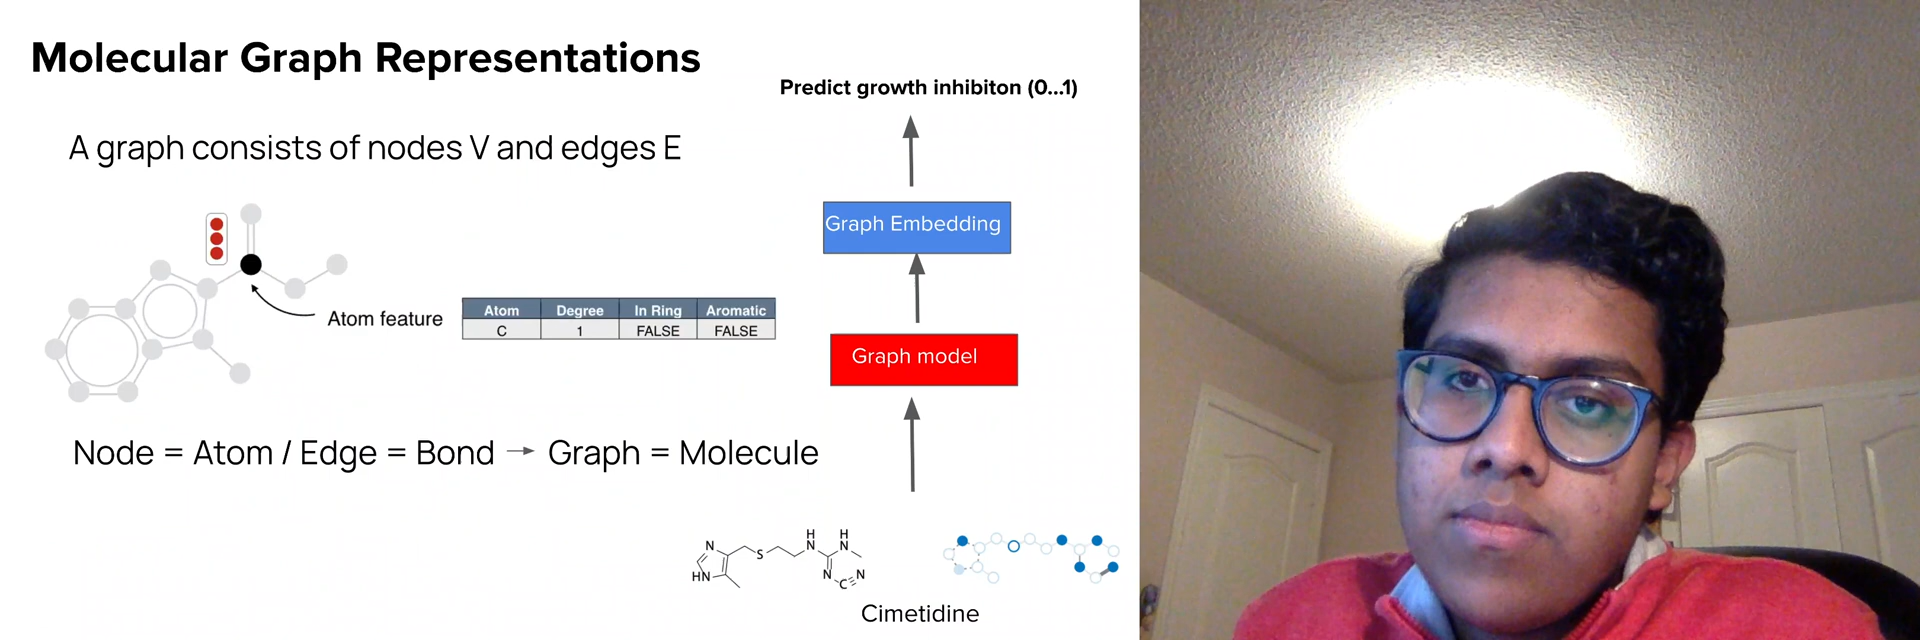 Molecular Graph Representations
Predict growth inhibiton (0...1)
A graph consists of nodes V and edges E
Graph Embedding
Atom feature
Atom Degree In Ring Aromatic
C 1 FALSE FALSE
Graph model
Node = Atom / Edge = Bond → Graph = Molecule
H H
N S N N
HN N C N
Cimetidine